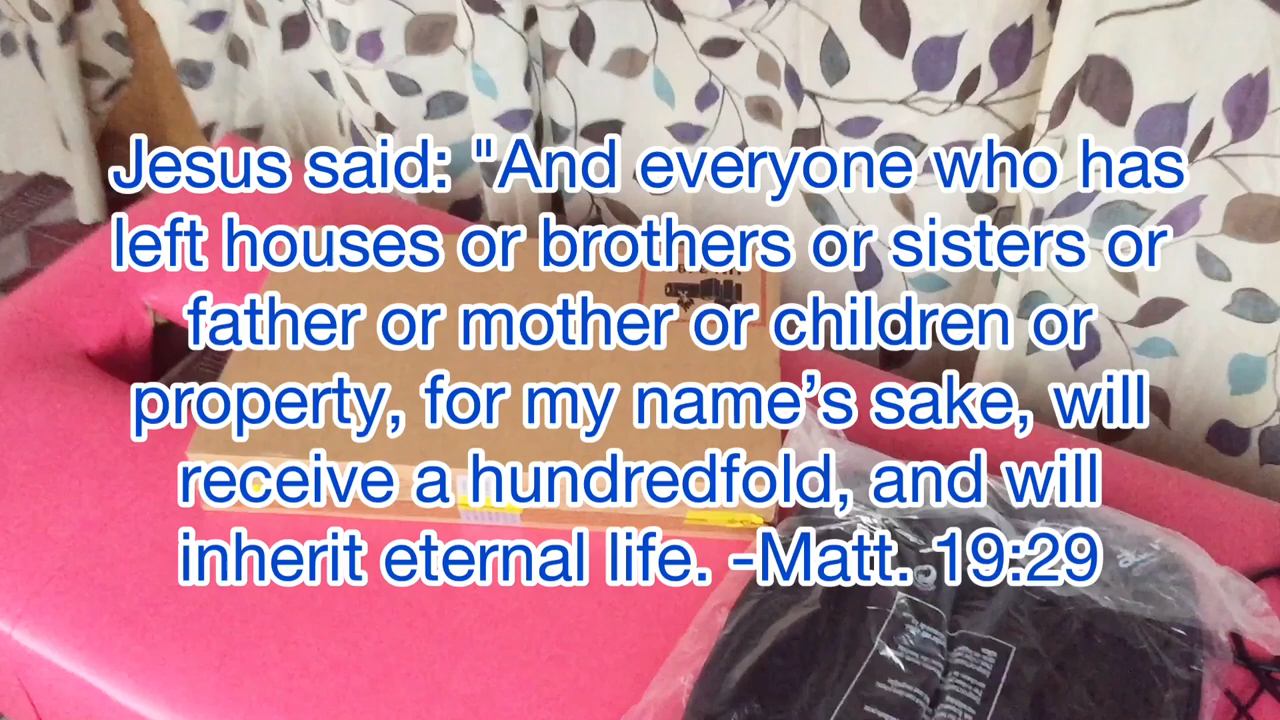 Jesus said: "And everyone who has
left houses or brothers or sisters or
father or mother or children or
property, for my name’s sake, will
receive a hundredfold, and will
inherit eternal life. -Matt. 19:29